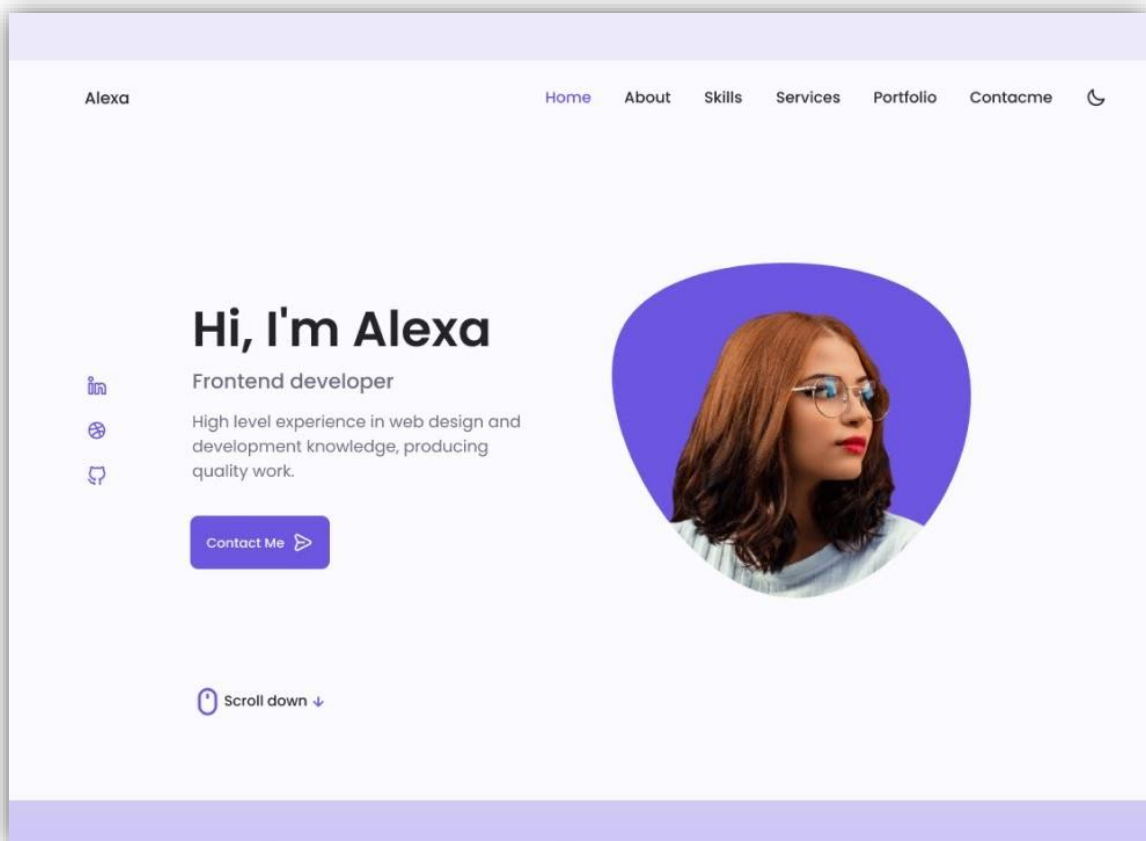 Alexa
Home About Skills Services Portfolio Contacme
Hi, I'm Alexa
Frontend developer
High level experience in web design and
development knowledge, producing
quality work.
Contact Me
Scroll down